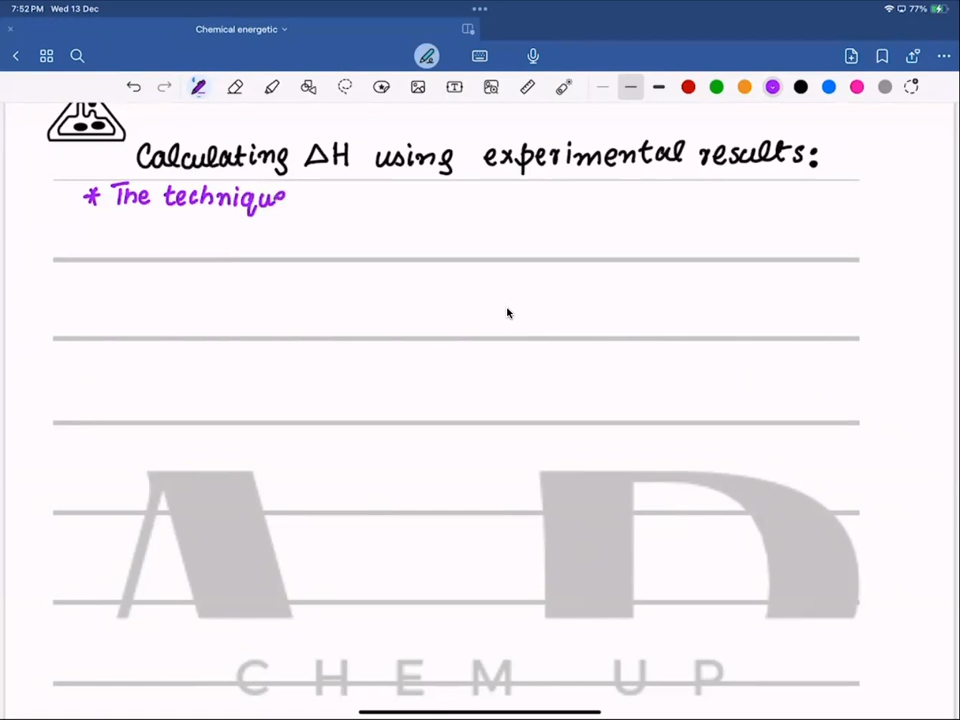 7:52 PM Wed 13 Dec
77%
Chemical energetic
Calculating ΔH using experimental results:
* The technique
A D
CHEM UP